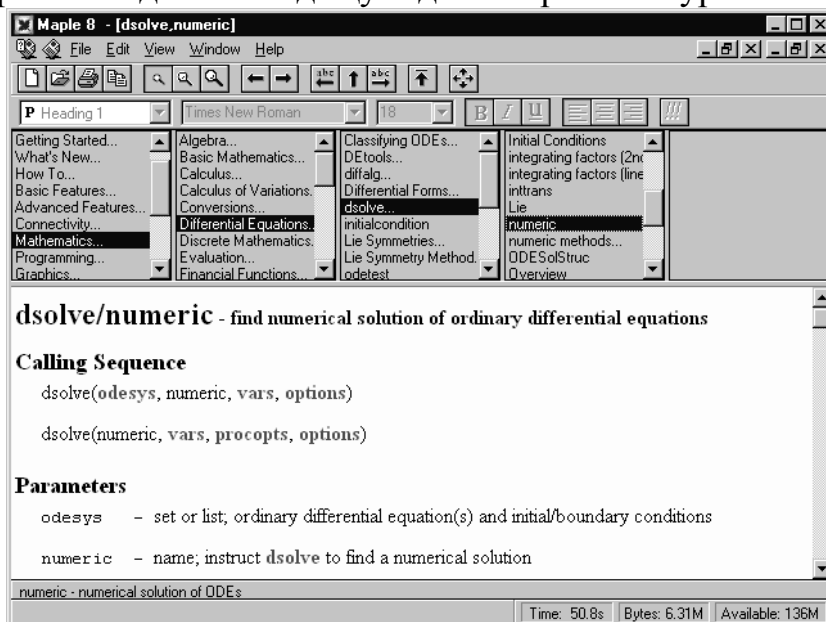 Maple 8 - [dsolve,numeric]
File Edit View Window Help
P Heading 1 Times New Roman 18 B I u !!!
Getting Started...
What's New...
How To...
Basic Features...
Advanced Features...
Connectivity...
Mathematics...
Programming...
Graphics...
Algebra...
Basic Mathematics...
Calculus...
Calculus of Variations.
Conversions...
Differential Equations...
Discrete Mathematics.
Evaluation...
Financial Functions...
Classifying ODEs...
DEtools...
diffalg...
Differential Forms...
dsolve...
initialcondition
Lie Symmetries...
Lie Symmetry Method.
odetest
Initial Conditions
integrating factors (2nd
integrating factors (line
inttrans
Lie
numeric
numeric methods...
ODESolStruc
Overview
dsolve/numeric - find numerical solution of ordinary differential equations
Calling Sequence
dsolve(odesys, numeric, vars, options)
dsolve(numeric, vars, procopts, options)
Parameters
odesys – set or list; ordinary differential equation(s) and initial/boundary conditions
numeric – name; instruct dsolve to find a numerical solution
numeric - numerical solution of ODEs
Time: 50.8s Bytes: 6.31M Available: 136M